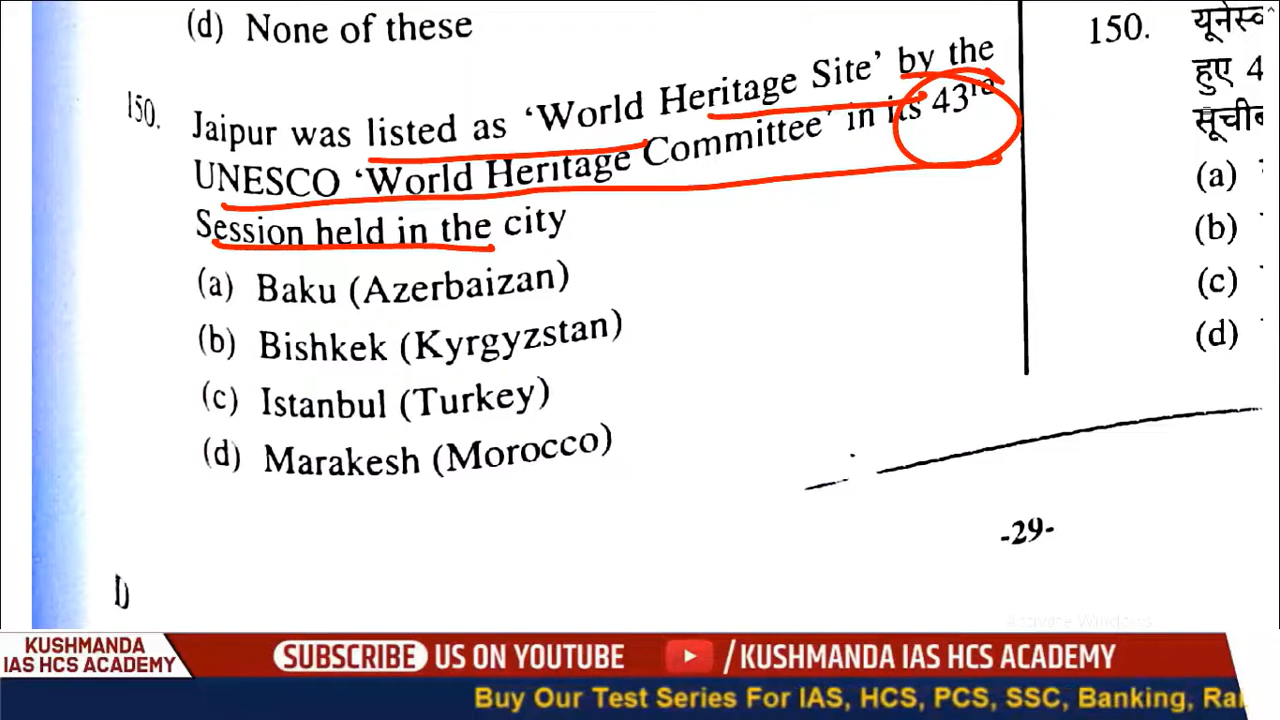 (d) None of these
150. Jaipur was listed as ‘World Heritage Site’ by the
UNESCO ‘World Heritage Committee’ in its 43rd
Session held in the city
(a) Baku (Azerbaizan)
(b) Bishkek (Kyrgyzstan)
(c) Istanbul (Turkey)
(d) Marakesh (Morocco)
150.
हुए 4
(a)
(b)
(c)
(d)
-29-
D
Activate Windows
KUSHMANDA
IAS HCS ACADEMY
SUBSCRIBE US ON YOUTUBE
/KUSHMANDA IAS HCS ACADEMY
Buy Our Test Series For IAS, HCS, PCS, SSC, Banking,